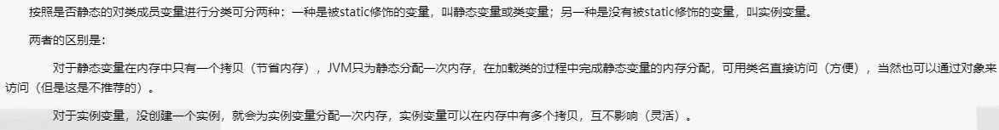 按照是否静态的对类成员变量进行分类可分两种：一种是被static修饰的变量，叫静态变量或类变量；另一种是没有被static修饰的变量，叫实例变量。
两者的区别是：
对于静态变量在内存中只有一个拷贝（节省内存），JVM只为静态分配一次内存，在加载类的过程中完成静态变量的内存分配，可用类名直接访问（方便），当然也可以通过对象来
访问（但是这是不推荐的）。
对于实例变量，没创建一个实例，就会为实例变量分配一次内存，实例变量可以在内存中有多个拷贝，互不影响（灵活）。